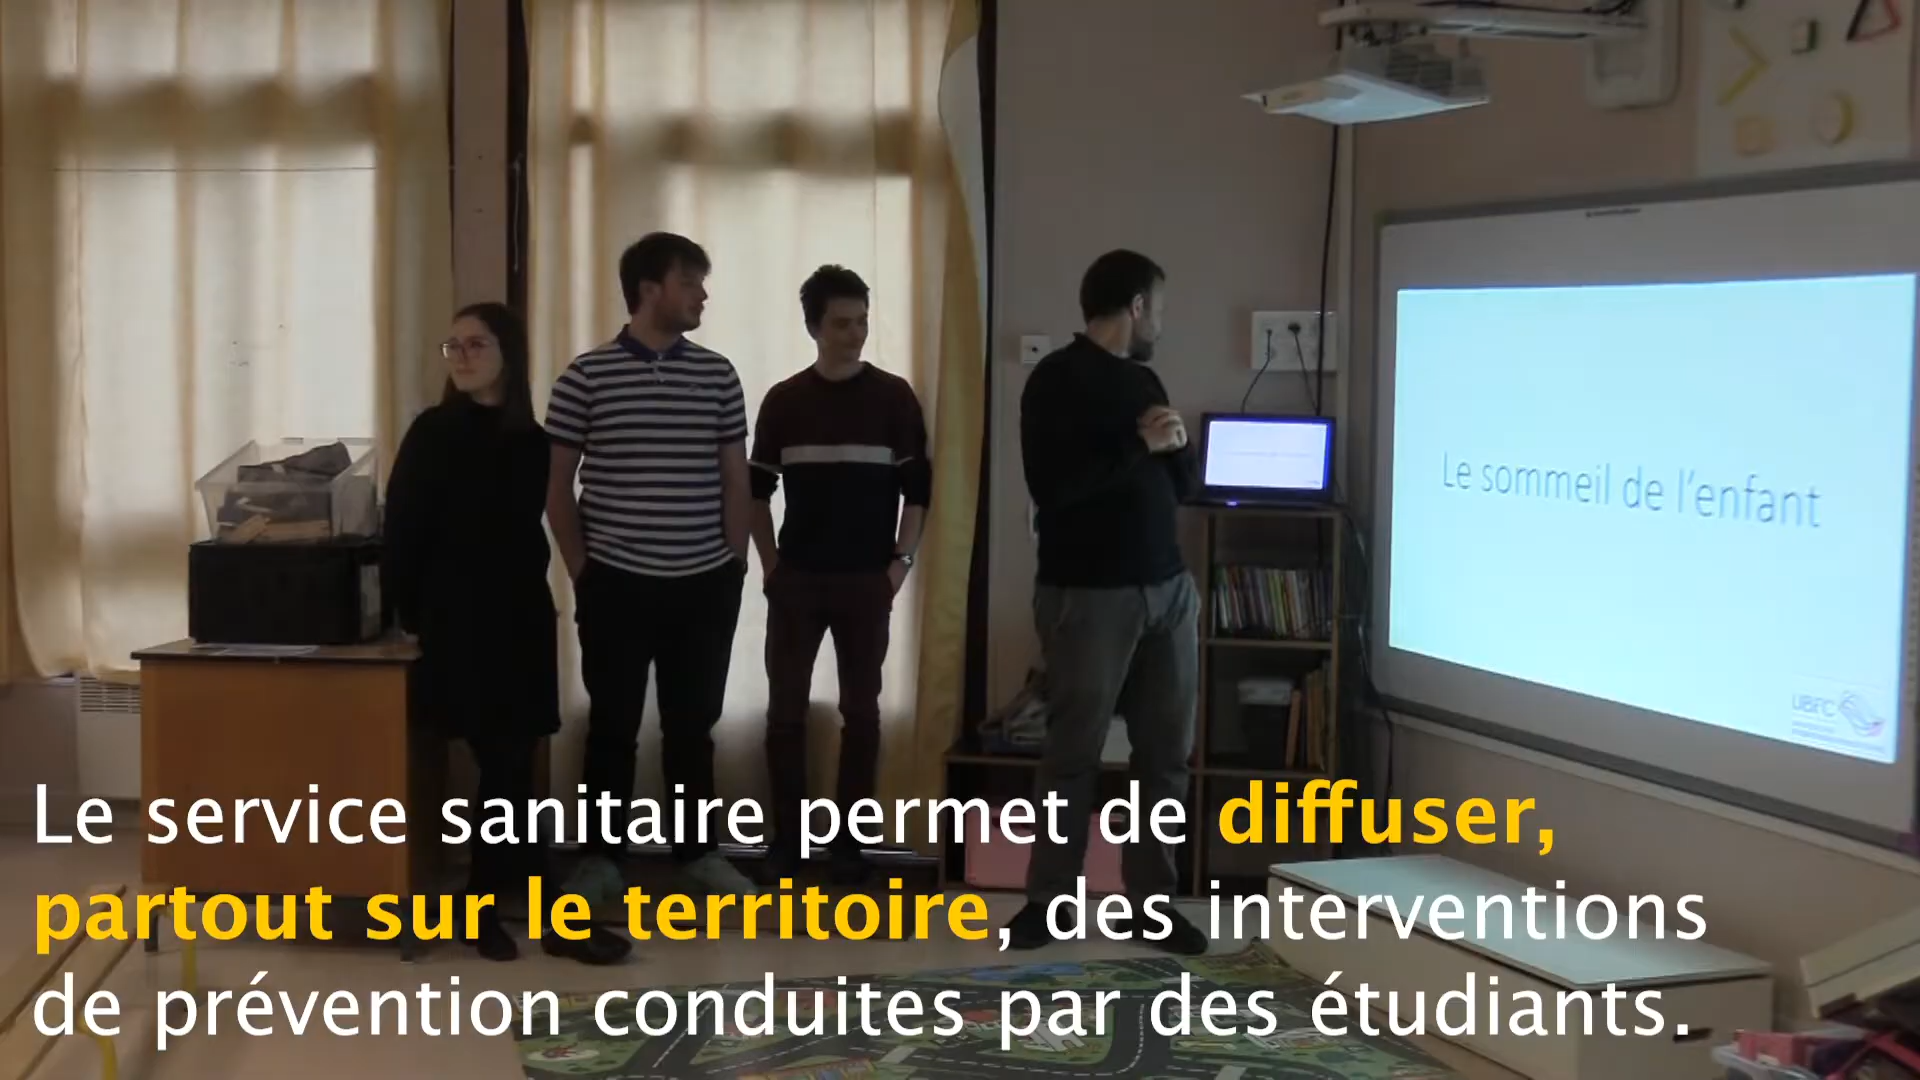 Le sommeil de l'enfant
UBFC
Le service sanitaire permet de diffuser,
partout sur le territoire, des interventions
de prévention conduites par des étudiants.